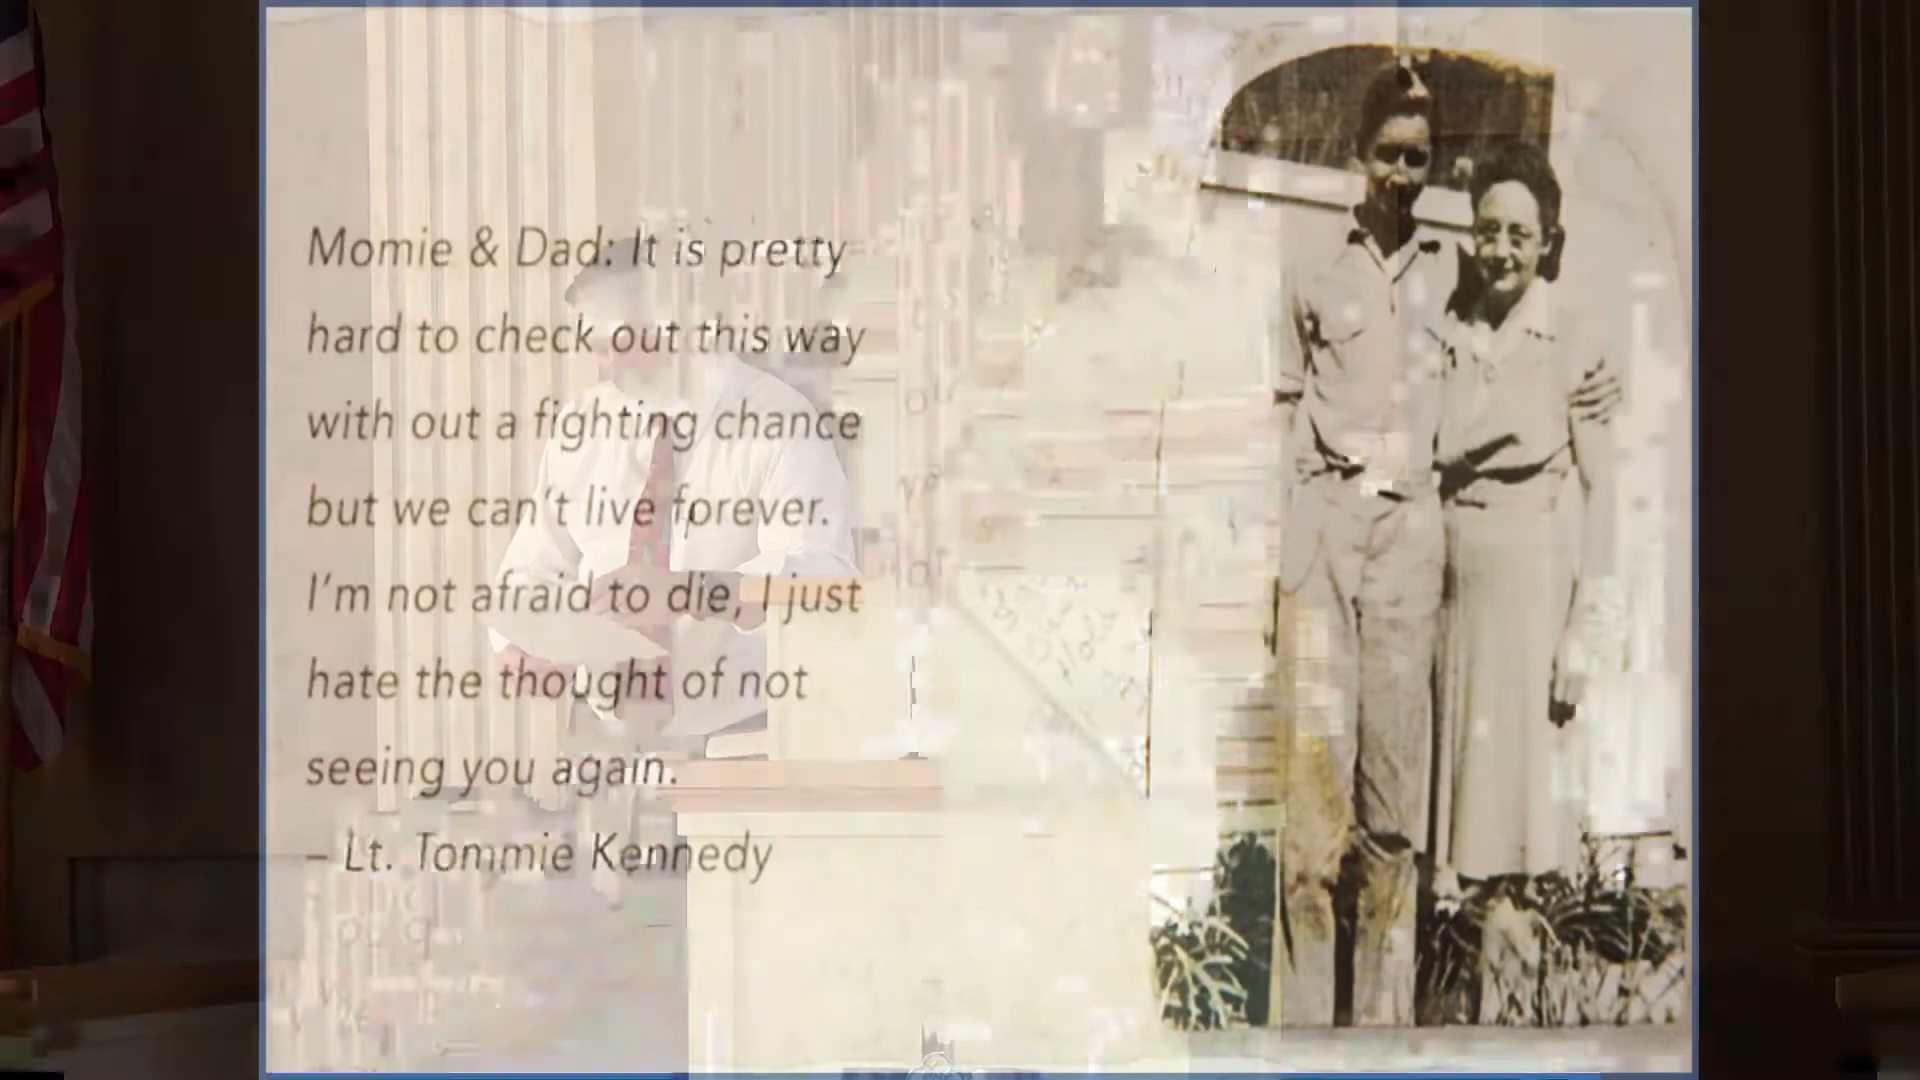 Momie & Dad: It is pretty
hard to check out this way
with out a fighting chance
but we can't live forever.
I'm not afraid to die, I just
hate the thought of not
seeing you again.
– Lt. Tommie Kennedy